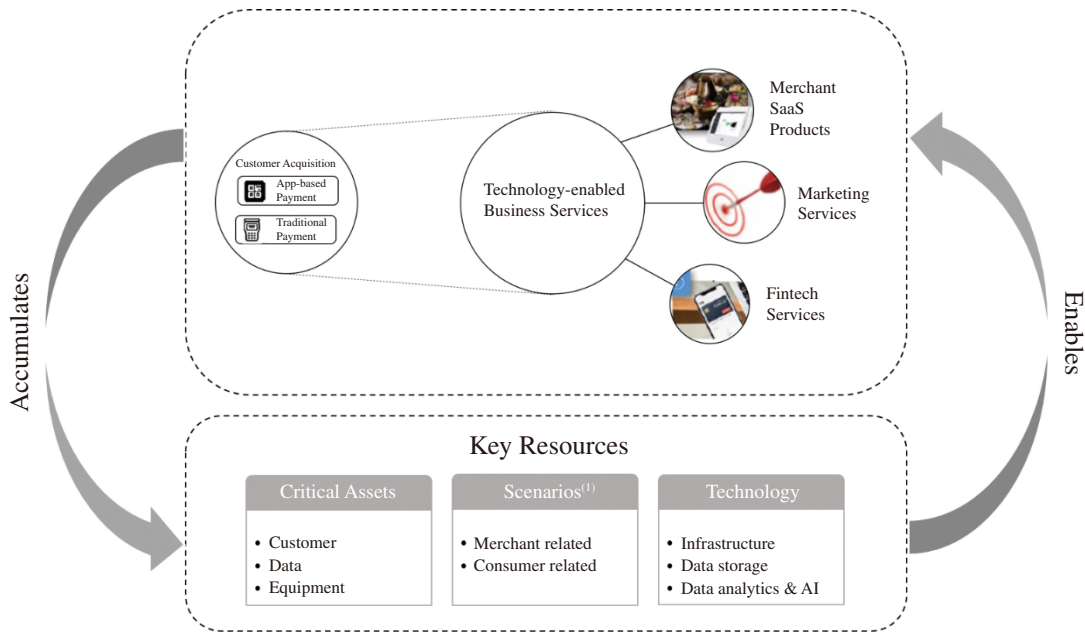 Customer Acquisition
App-based
Payment
Traditional
Payment
Technology-enabled
Business Services
Merchant
SaaS
Products
Marketing
Services
Fintech
Services
Accumulates
Enables
Key Resources
Critical Assets
• Customer
• Data
• Equipment
Scenarios(1)
• Merchant related
• Consumer related
Technology
• Infrastructure
• Data storage
• Data analytics & AI